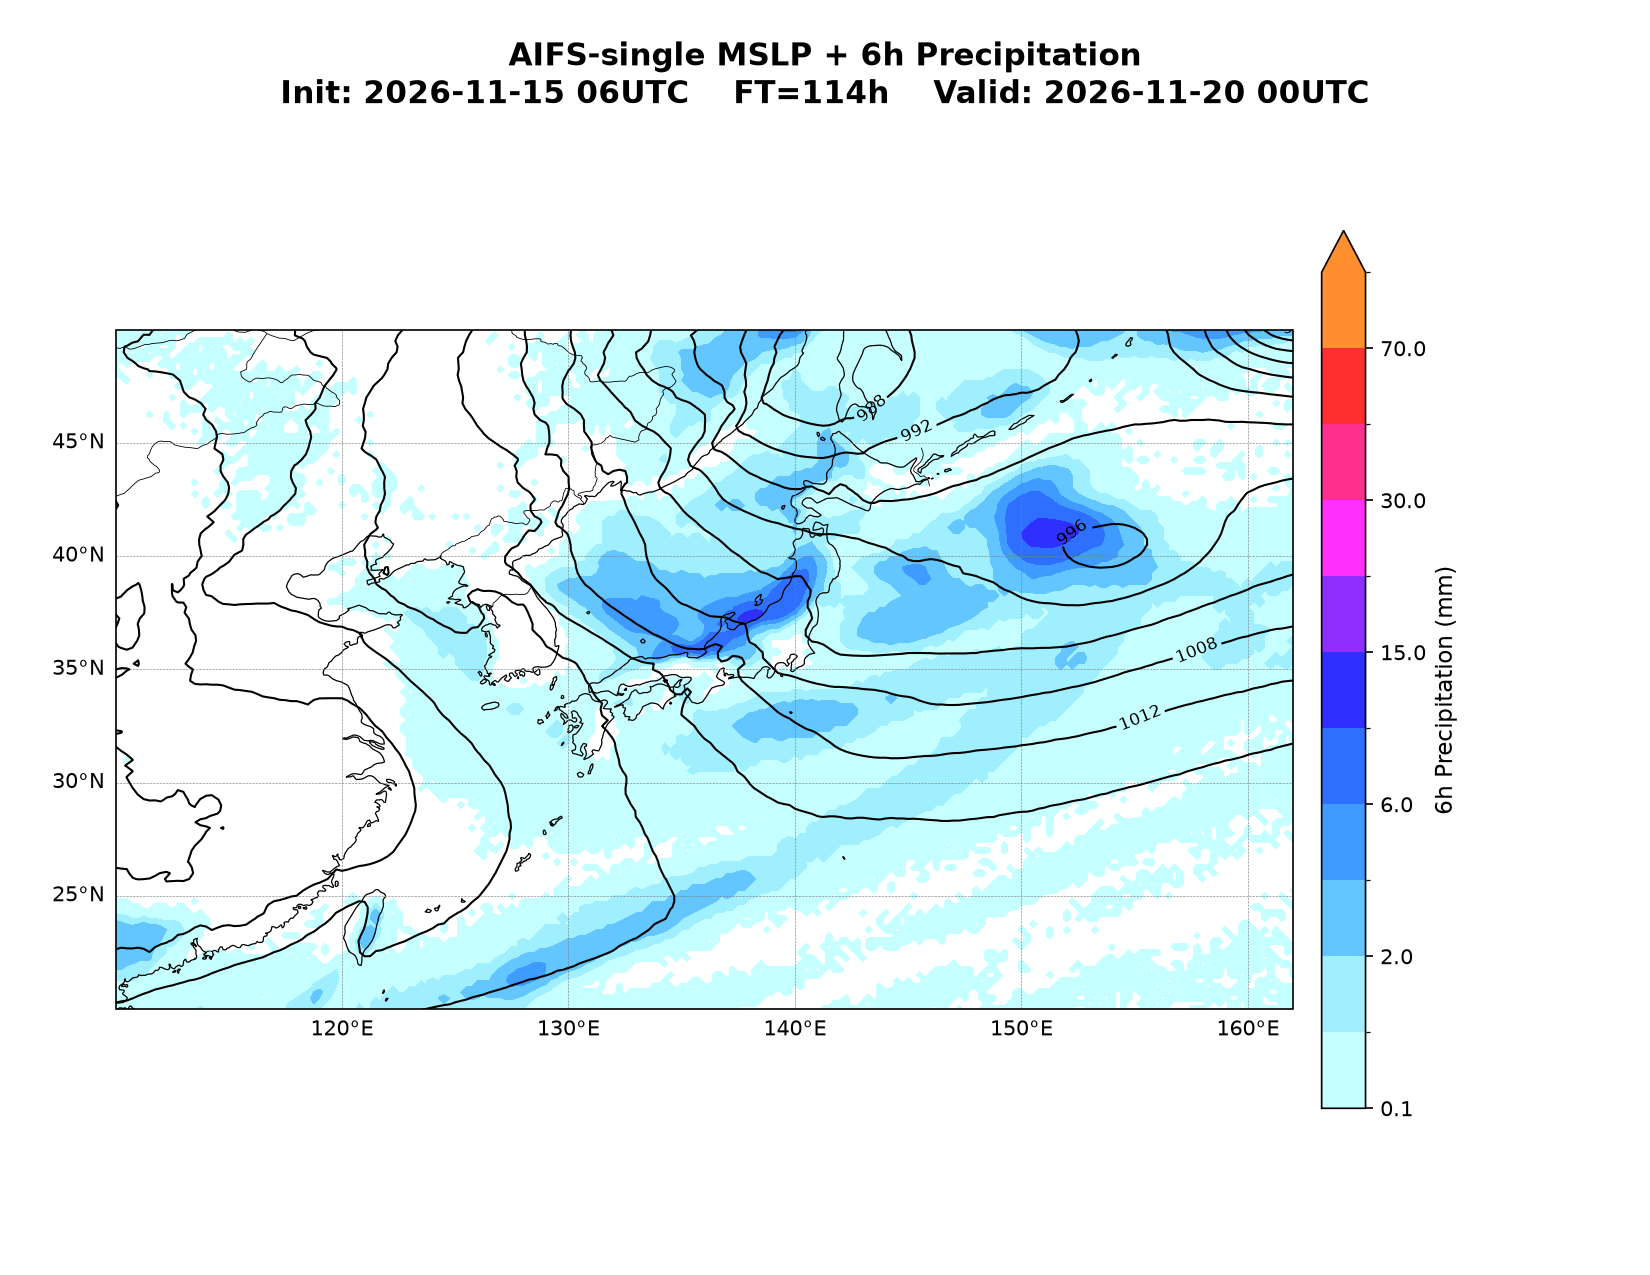 AIFS-single MSLP + 6h Precipitation
Init: 2026-11-15 06UTC    FT=114h    Valid: 2026-11-20 00UTC
70.0
30.0
15.0
6.0
2.0
0.1
6h Precipitation (mm)
45°N
40°N
35°N
30°N
25°N
120°E
130°E
140°E
150°E
160°E
988
992
996
1008
1012